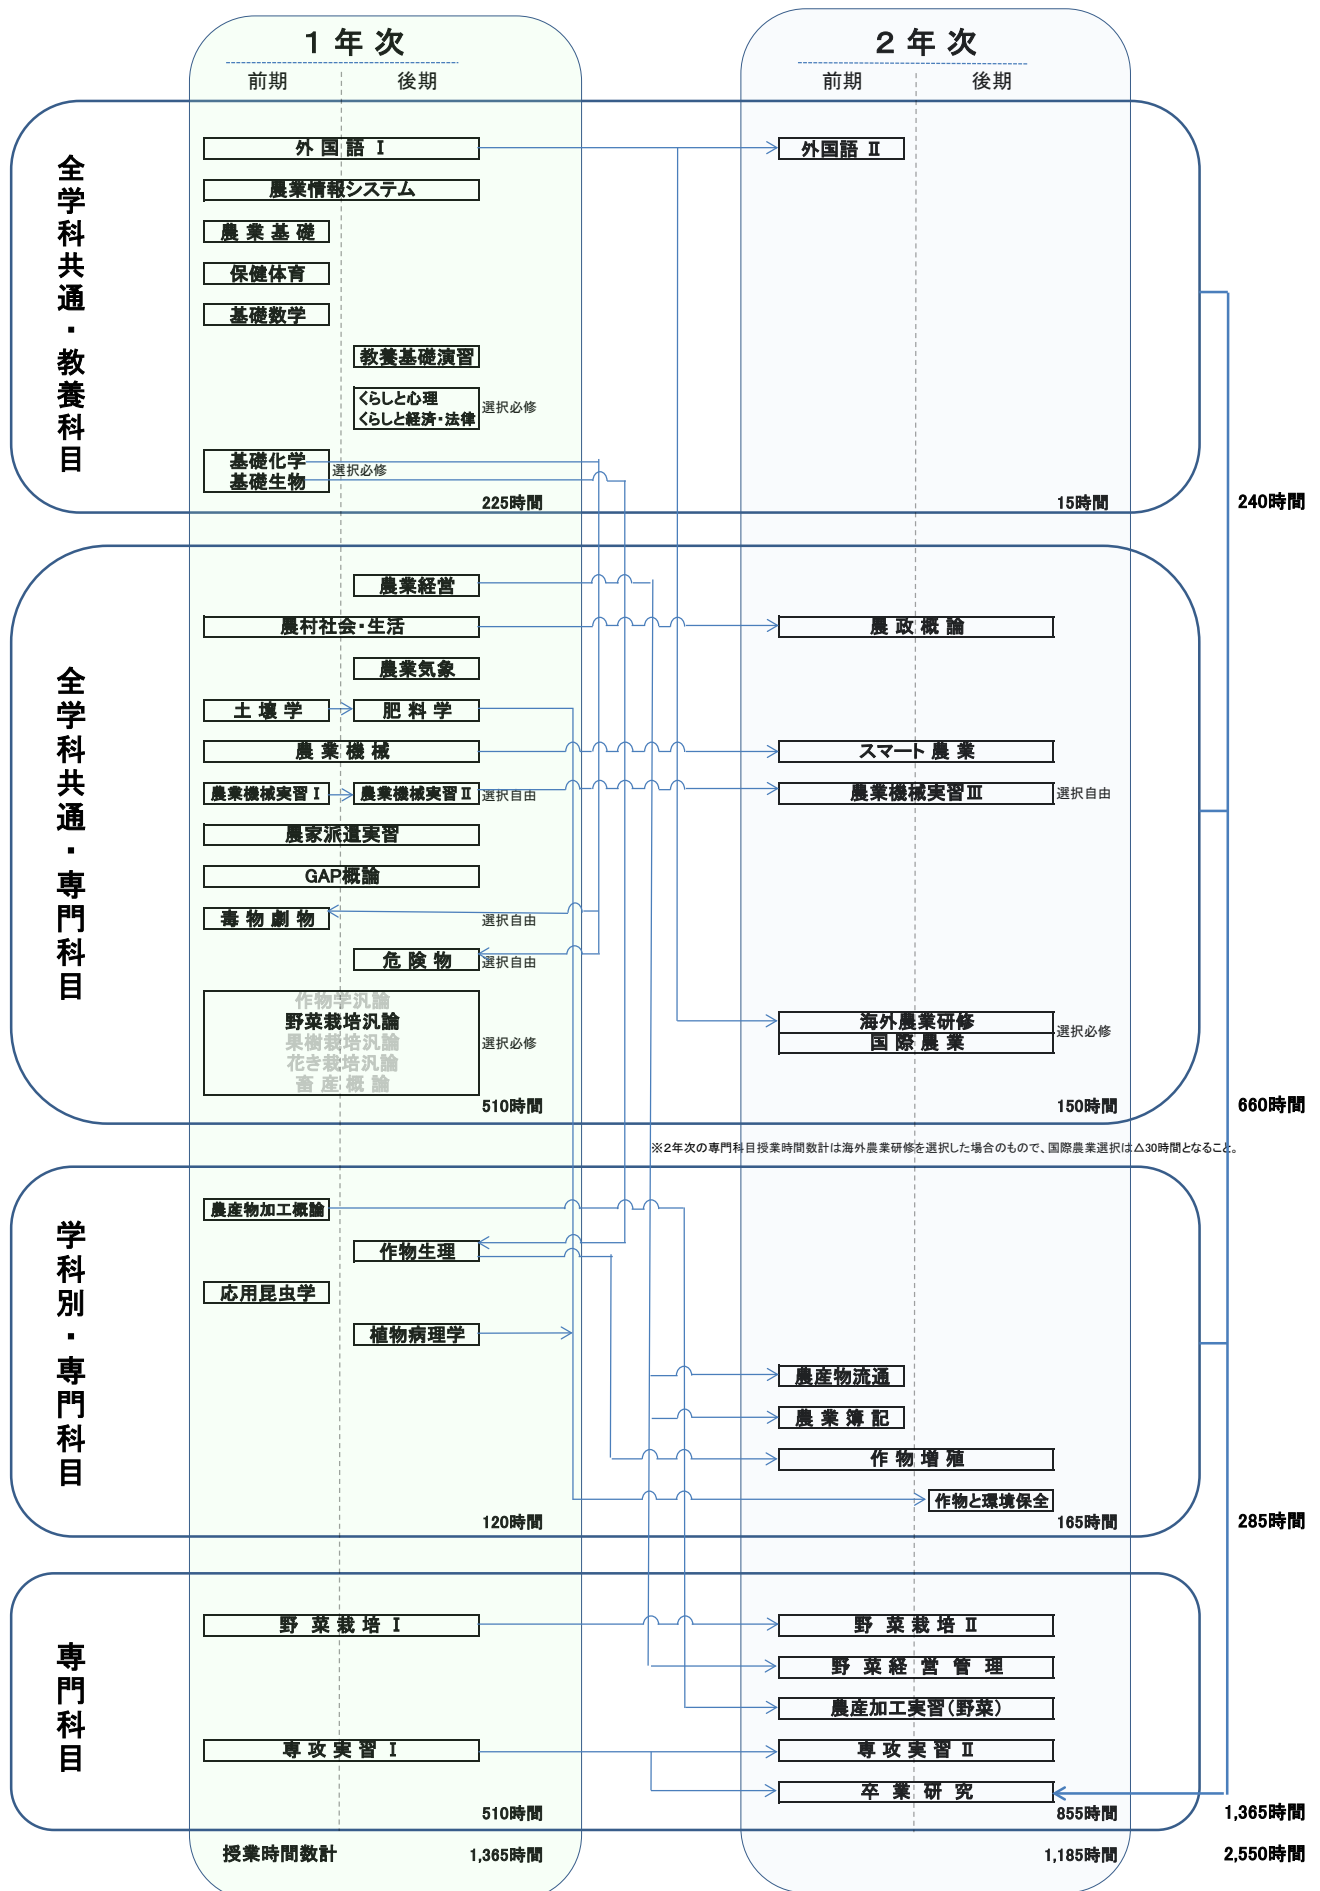 １年次
２年次
前期
後期
前期
後期
全学科共通・教養科目
外国語 Ⅰ
外国語 Ⅱ
農業情報システム
農業基礎
保健体育
基礎数学
教養基礎演習
くらしと心理
くらしと経済・法律
選択必修
基礎化学
基礎生物
選択必修
225時間
15時間
240時間
全学科共通・専門科目
農業経営
農村社会・生活
農政概論
農業気象
土壌学
肥料学
農業機械
スマート農業
農業機械実習Ⅰ
農業機械実習Ⅱ
選択自由
農業機械実習Ⅲ
選択自由
農家派遣実習
GAP概論
毒物劇物
選択自由
危険物
選択自由
作物学汎論
野菜栽培汎論
果樹栽培汎論
花き栽培汎論
畜産概論
選択必修
海外農業研修
国際農業
選択必修
510時間
150時間
660時間
※２年次の専門科目授業時間数計は海外農業研修を選択した場合のもので、国際農業選択は△30時間となること。
学科別・専門科目
農産物加工概論
作物生理
応用昆虫学
植物病理学
農産物流通
農業簿記
作物増殖
作物と環境保全
120時間
165時間
285時間
専門科目
野菜栽培Ⅰ
野菜栽培Ⅱ
野菜経営管理
農産加工実習（野菜）
専攻実習Ⅰ
専攻実習Ⅱ
卒業研究
510時間
855時間
1,365時間
授業時間数計
1,365時間
1,185時間
2,550時間